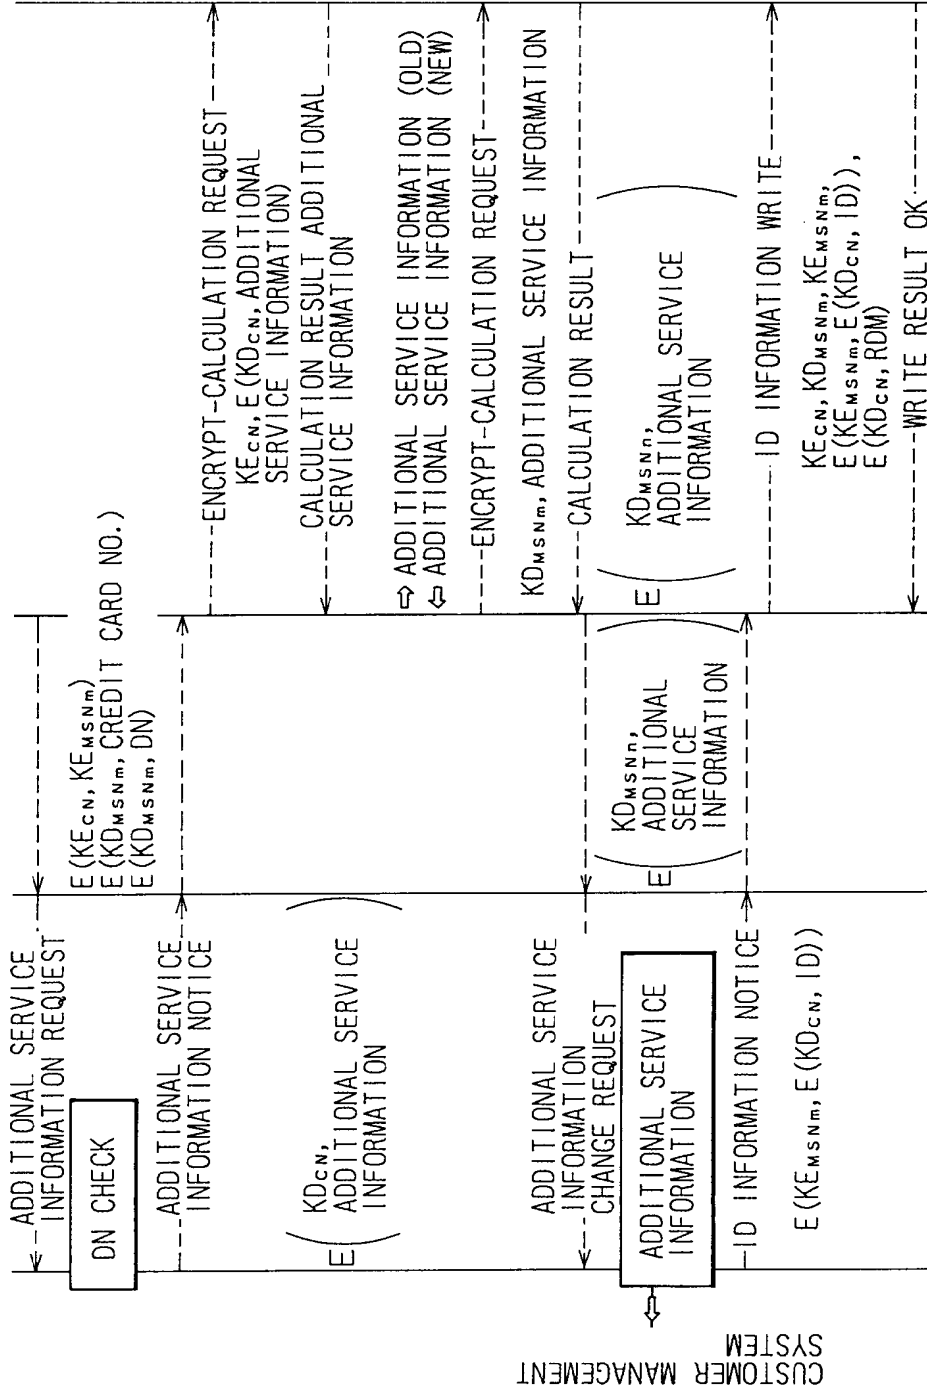 ADDITIONAL SERVICE
INFORMATION REQUEST
DN CHECK
E(KECN, KEMSNm)
E(KDMSNm, CREDIT CARD NO.)
E(KDMSNm, DN)
ADDITIONAL SERVICE
INFORMATION NOTICE
ENCRYPT-CALCULATION REQUEST
KECN, E(KDCN, ADDITIONAL
SERVICE INFORMATION)
E(KDCN,
ADDITIONAL SERVICE
INFORMATION)
CALCULATION RESULT ADDITIONAL
SERVICE INFORMATION
⇨ ADDITIONAL SERVICE INFORMATION (OLD)
⇦ ADDITIONAL SERVICE INFORMATION (NEW)
ENCRYPT-CALCULATION REQUEST
KDMSNm, ADDITIONAL SERVICE INFORMATION
CALCULATION RESULT
ADDITIONAL SERVICE
INFORMATION
CHANGE REQUEST
E(KDMSNn,
ADDITIONAL
SERVICE
INFORMATION)
E(KDMSNn,
ADDITIONAL SERVICE
INFORMATION)
ADDITIONAL SERVICE
INFORMATION
CUSTOMER MANAGEMENT
SYSTEM
ID INFORMATION NOTICE
E(KEMSNm, E(KDCN, ID))
ID INFORMATION WRITE
KECN, KDMSNm, KEMSNm,
E(KEMSNm, E(KDCN, ID)),
E(KDCN, RDM)
WRITE RESULT OK